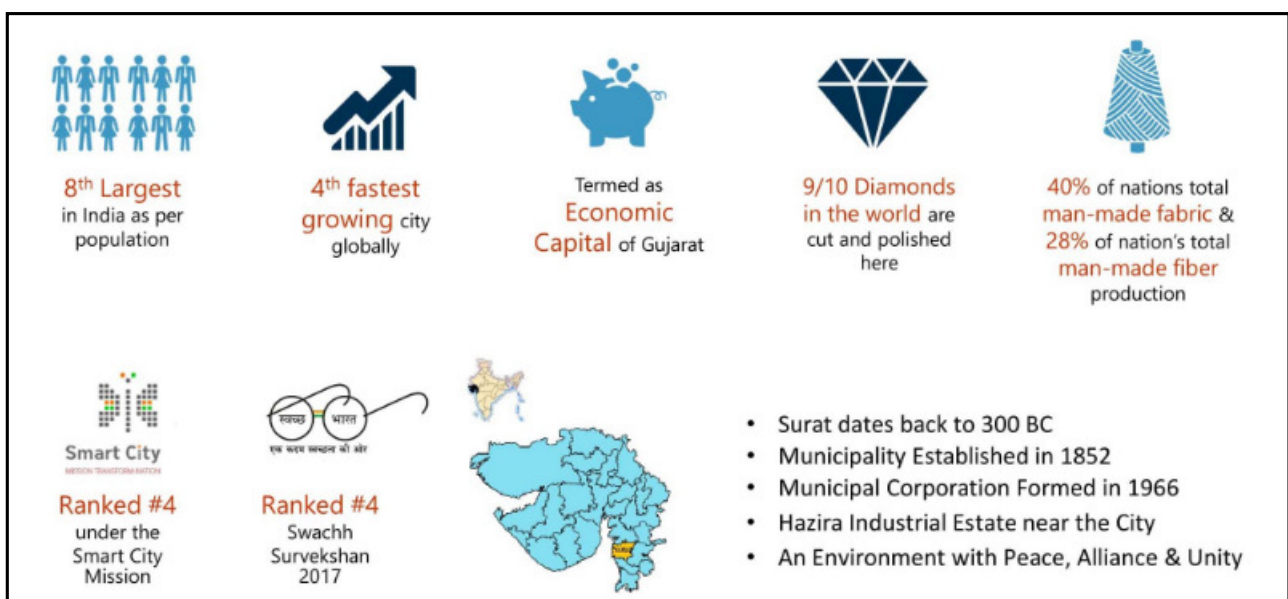 8th Largest
in India as per
population
4th fastest
growing city
globally
Termed as
Economic
Capital of Gujarat
9/10 Diamonds
in the world are
cut and polished
here
40% of nations total
man-made fabric &
28% of nation's total
man-made fiber
production
Smart City
MISSION TRANSFORM-NATION
Ranked #4
under the
Smart City
Mission
स्वच्छ भारत
एक कदम स्वच्छता की ओर
Ranked #4
Swachh
Survekshan
2017
• Surat dates back to 300 BC
• Municipality Established in 1852
• Municipal Corporation Formed in 1966
• Hazira Industrial Estate near the City
• An Environment with Peace, Alliance & Unity